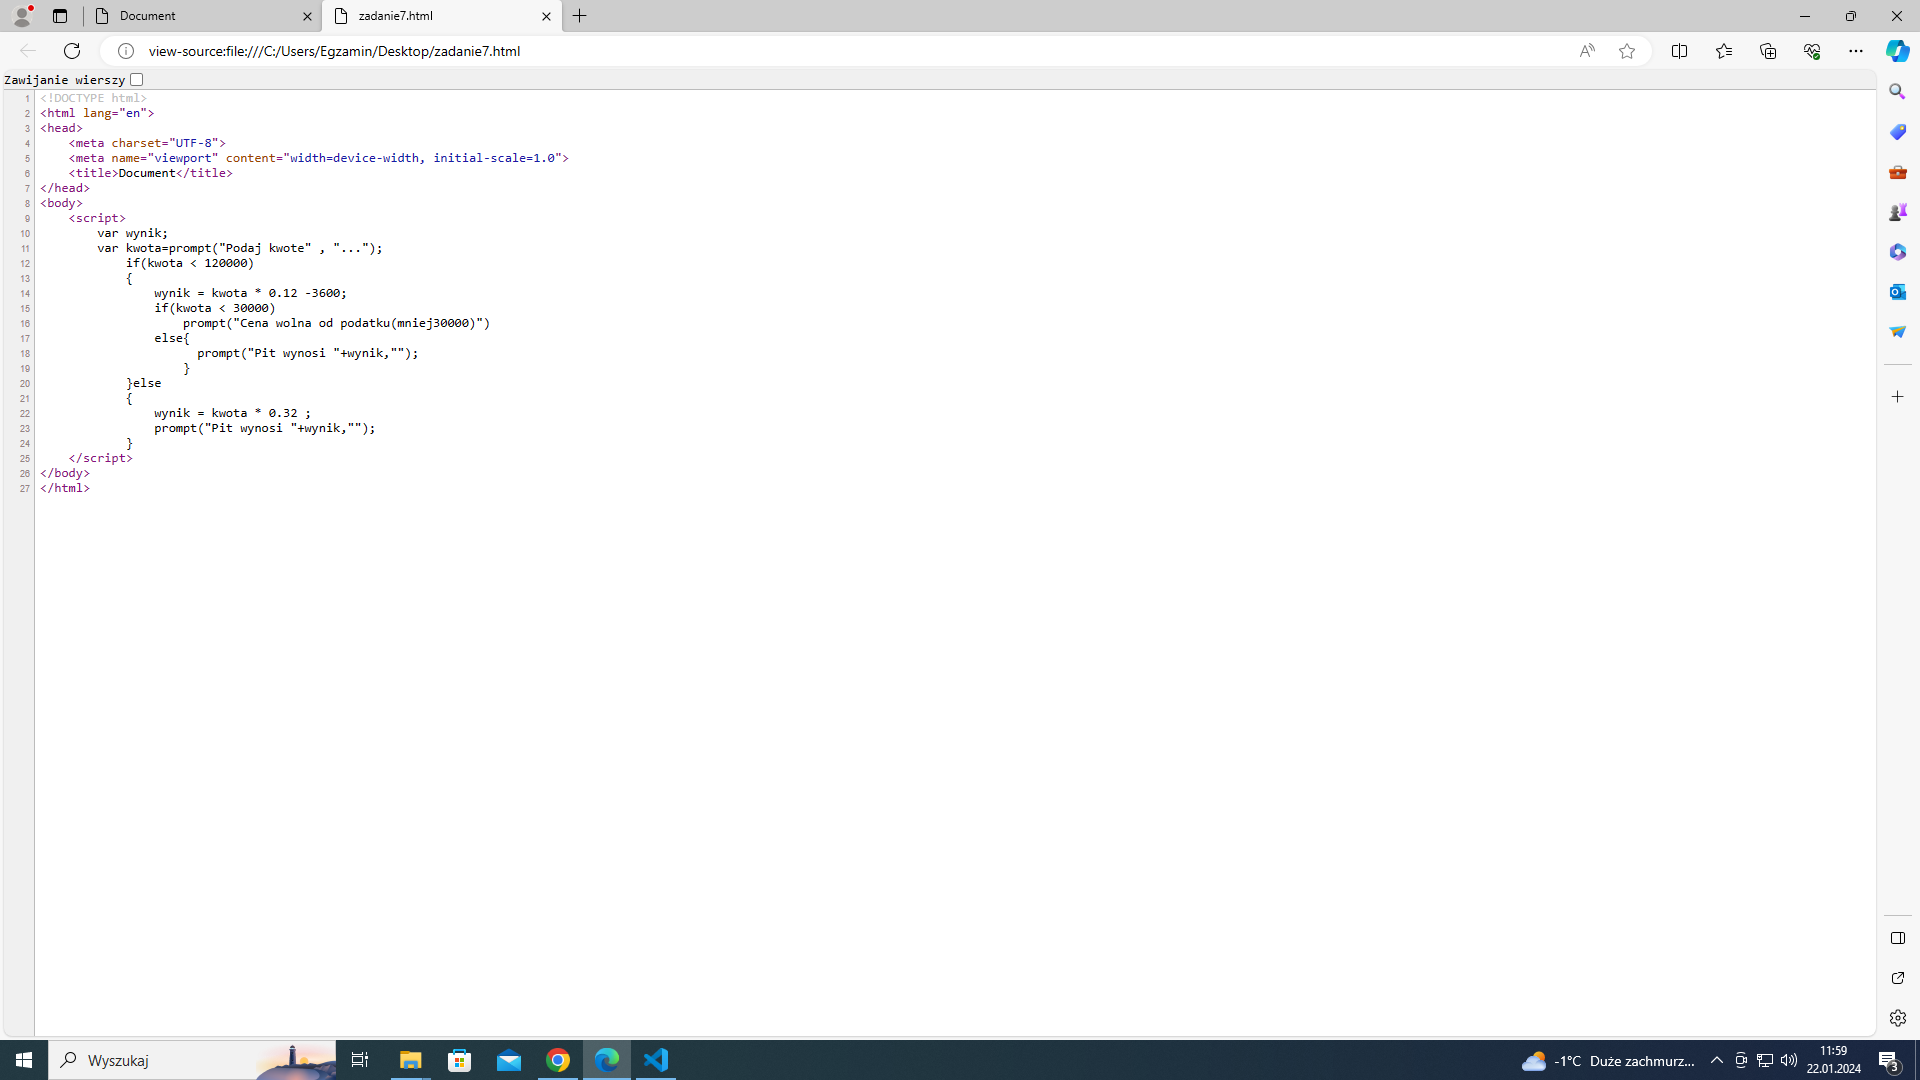 Document
zadanie7.html
view-source:file:///C:/Users/Egzamin/Desktop/zadanie7.html
Zawijanie wierszy
1 <!DOCTYPE html>
2 <html lang="en">
3 <head>
4 <meta charset="UTF-8">
5 <meta name="viewport" content="width=device-width, initial-scale=1.0">
6 <title>Document</title>
7 </head>
8 <body>
9 <script>
10 var wynik;
11 var kwota=prompt("Podaj kwote" , "...");
12 if(kwota < 120000)
13 {
14 wynik = kwota * 0.12 -3600;
15 if(kwota < 30000)
16 prompt("Cena wolna od podatku(mniej30000)")
17 else{
18 prompt("Pit wynosi "+wynik,"");
19 }
20 }else
21 {
22 wynik = kwota * 0.32 ;
23 prompt("Pit wynosi "+wynik,"");
24 }
25 </script>
26 </body>
27 </html>
Wyszukaj
-1°C Duże zachmurz...
11:59
22.01.2024
3